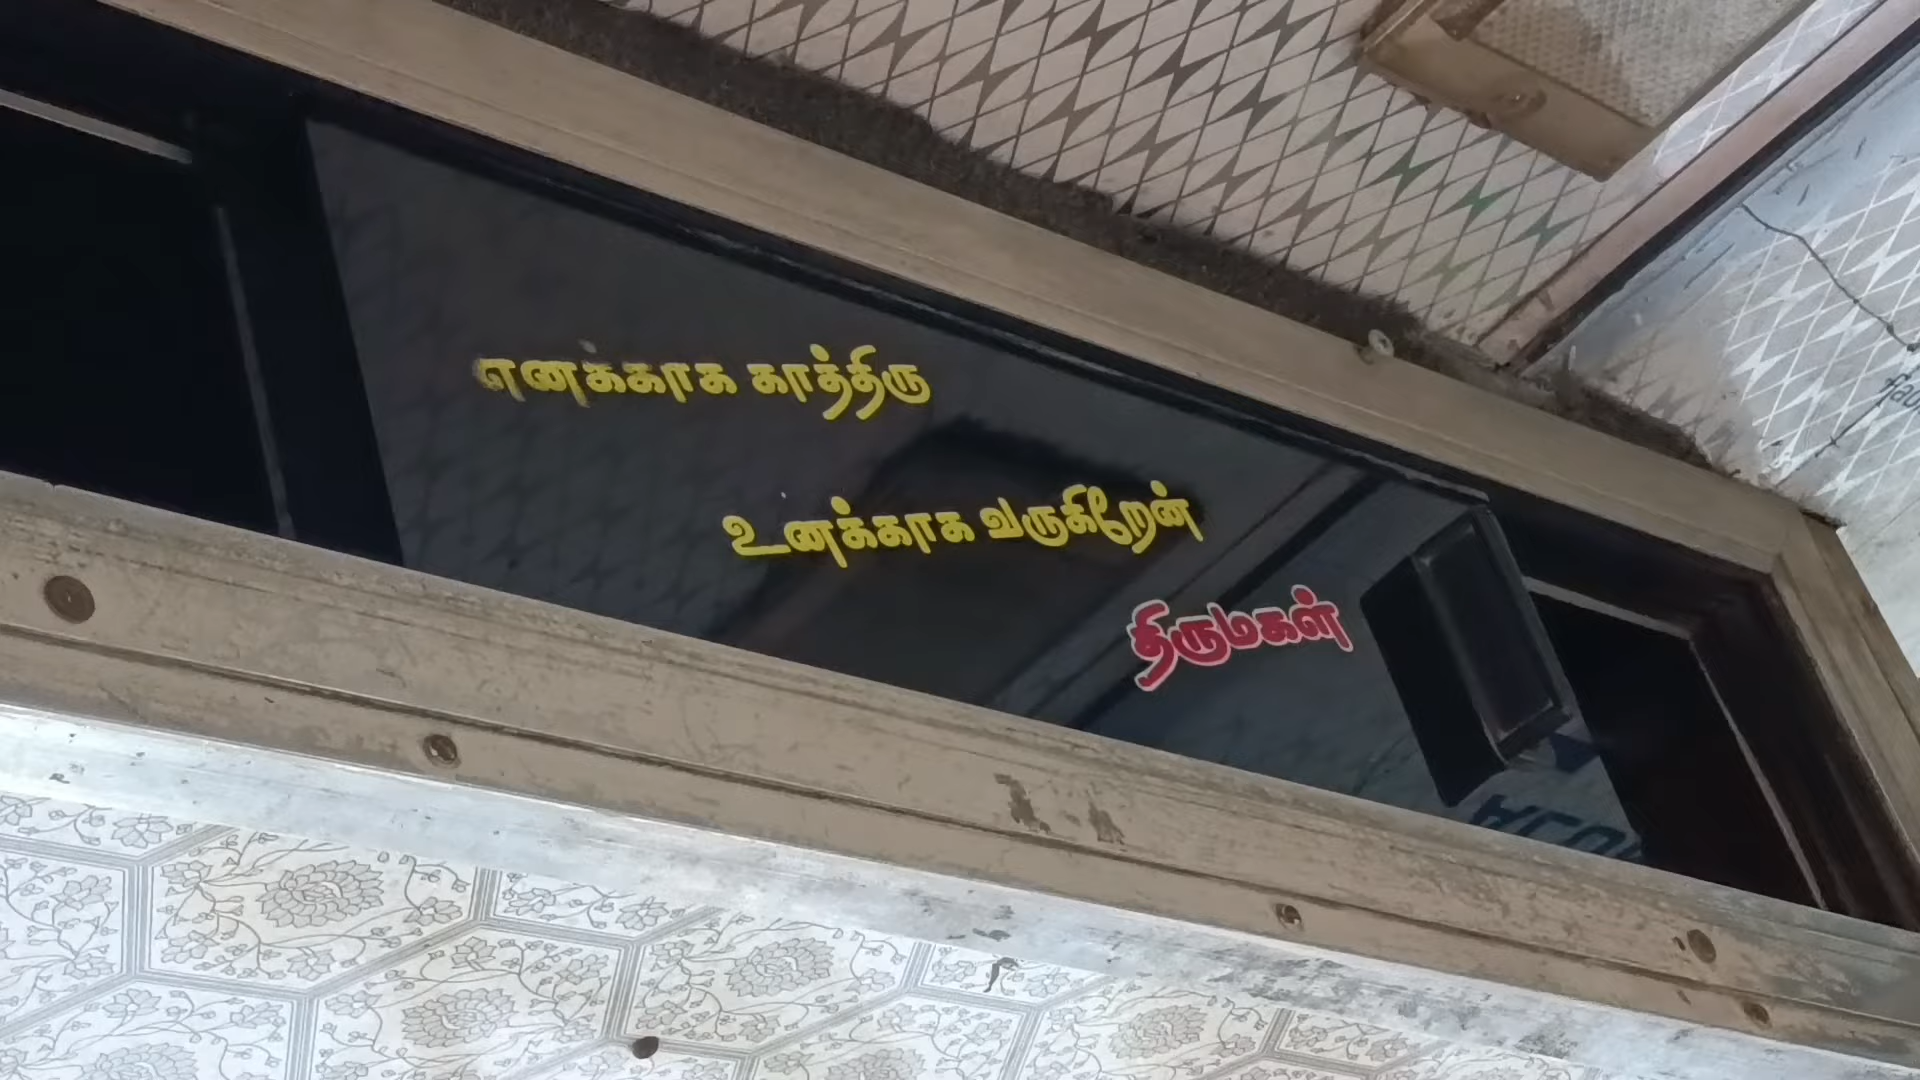 எனக்காக காத்திரு
உனக்காக வருகிறேன்
திருமகள்